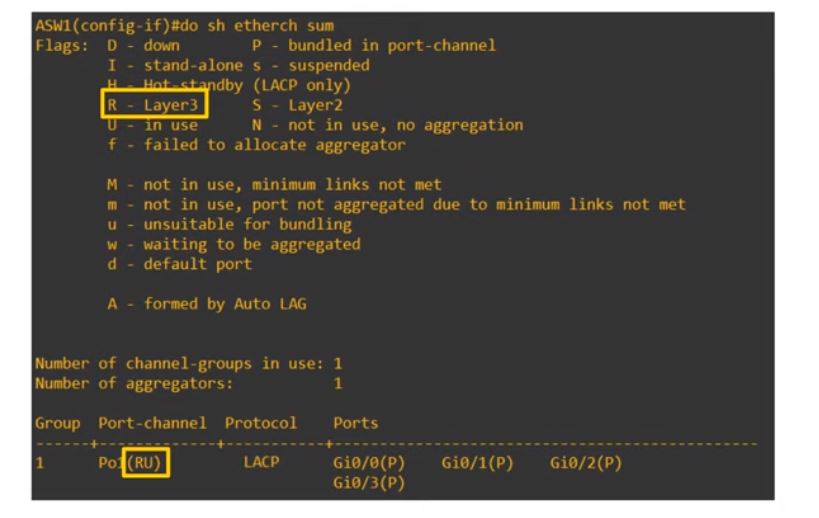 ASW1(config-if)#do sh etherch sum
Flags:  D - down        P - bundled in port-channel
        I - stand-alone s - suspended
        H - Hot-standby (LACP only)
        R - Layer3      S - Layer2
        U - in use      N - not in use, no aggregation
        f - failed to allocate aggregator
        M - not in use, minimum links not met
        m - not in use, port not aggregated due to minimum links not met
        u - unsuitable for bundling
        w - waiting to be aggregated
        d - default port
        A - formed by Auto LAG
Number of channel-groups in use: 1
Number of aggregators:           1
Group  Port-channel  Protocol    Ports
------+-------------+-----------+-----------------------------------------------
1      Po1(RU)         LACP      Gi0/0(P)    Gi0/1(P)    Gi0/2(P)
                                 Gi0/3(P)